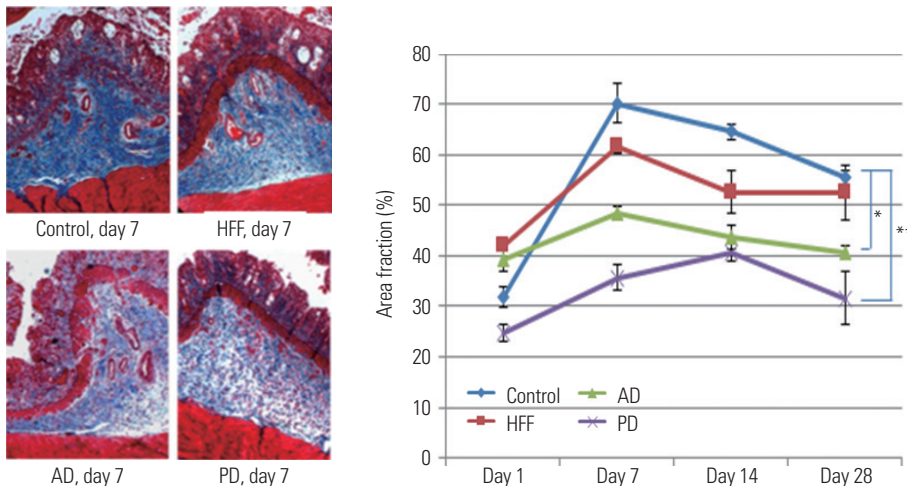 Control, day 7
HFF, day 7
AD, day 7
PD, day 7
Area fraction (%)
80
70
60
50
40
30
20
10
0
Day 1
Day 7
Day 14
Day 28
Control
AD
HFF
PD
*
**